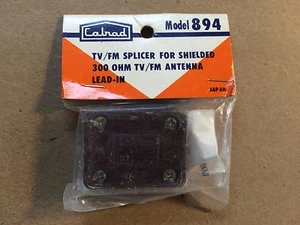 Calrad
Model 894
TV/FM SPLICER FOR SHIELDED
300 OHM TV/FM ANTENNA
LEAD-IN
JAPAN